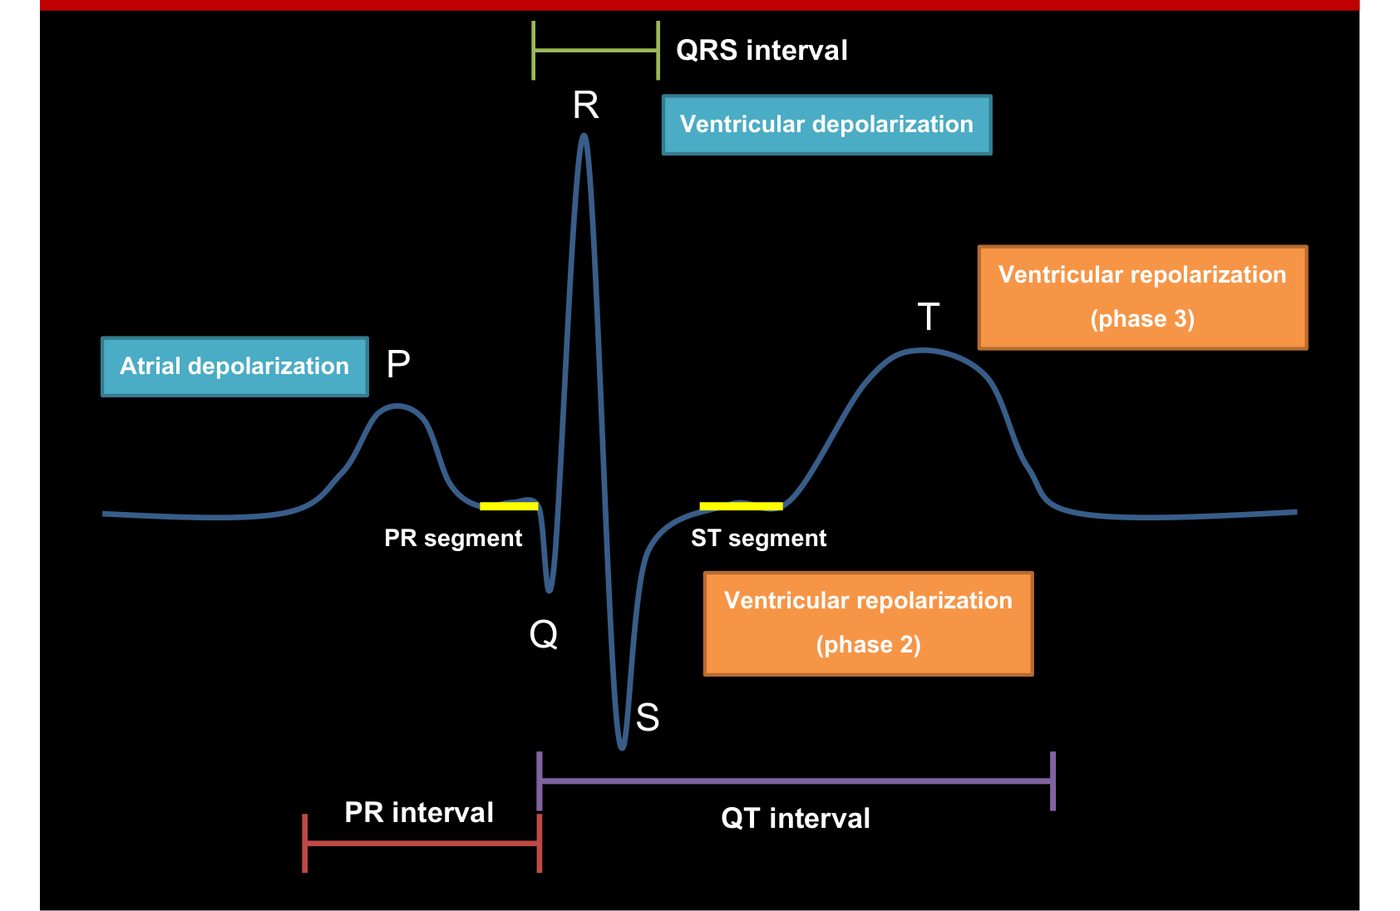 QRS interval
R
Ventricular depolarization
Ventricular repolarization
(phase 3)
T
Atrial depolarization
P
PR segment
ST segment
Ventricular repolarization
(phase 2)
Q
S
PR interval
QT interval